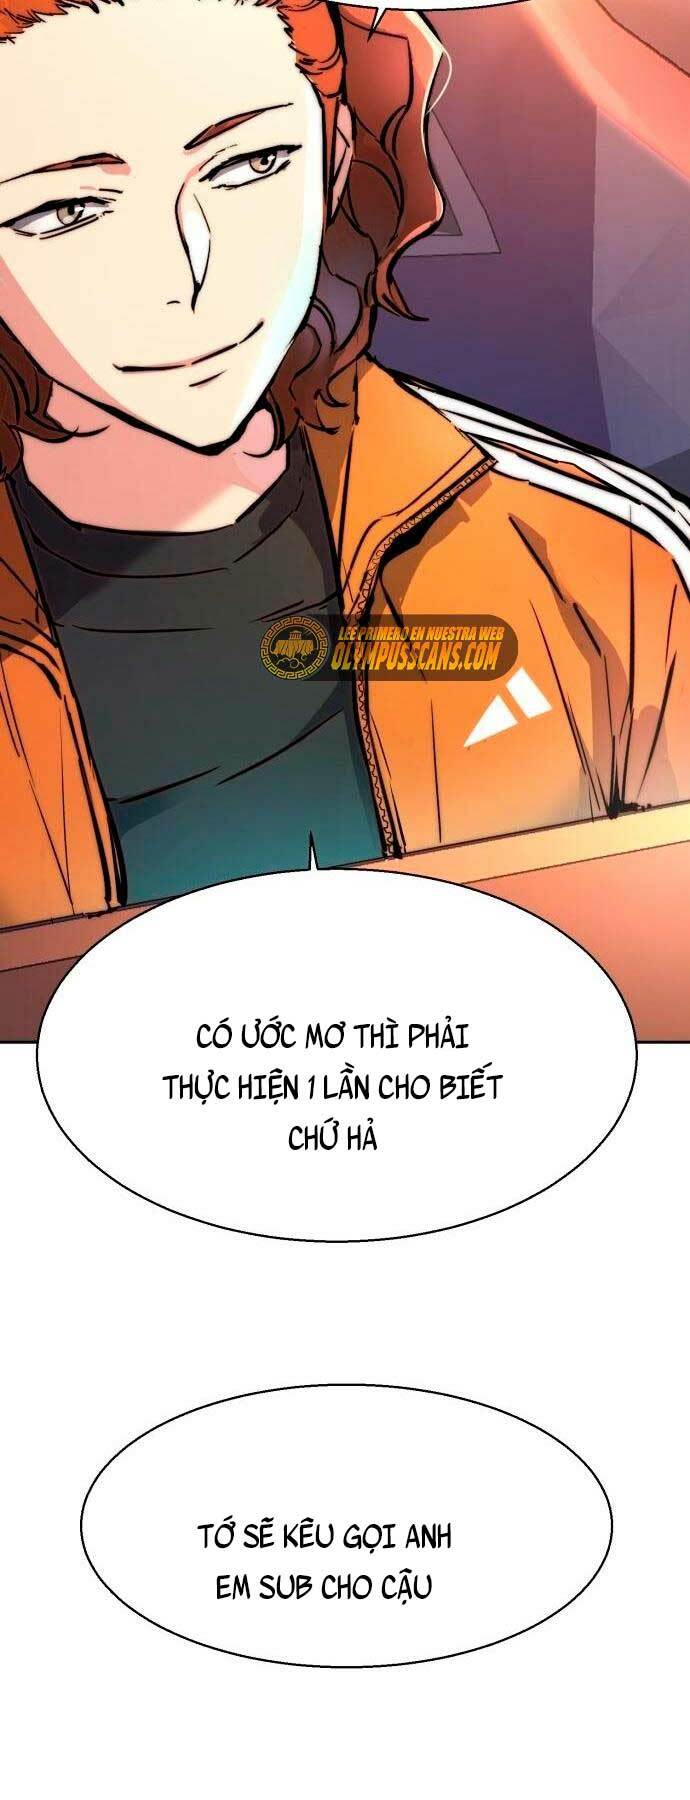 LEE PRIMERO EN NUESTRA WEB
OLYMPUSSCANS.COM
CÓ ƯỚC MƠ THÌ PHẢI
THỰC HIỆN 1 LẦN CHO BIẾT
CHỨ HẢ
TỚ SẼ KÊU GỌI ANH
EM SUB CHO CẬU